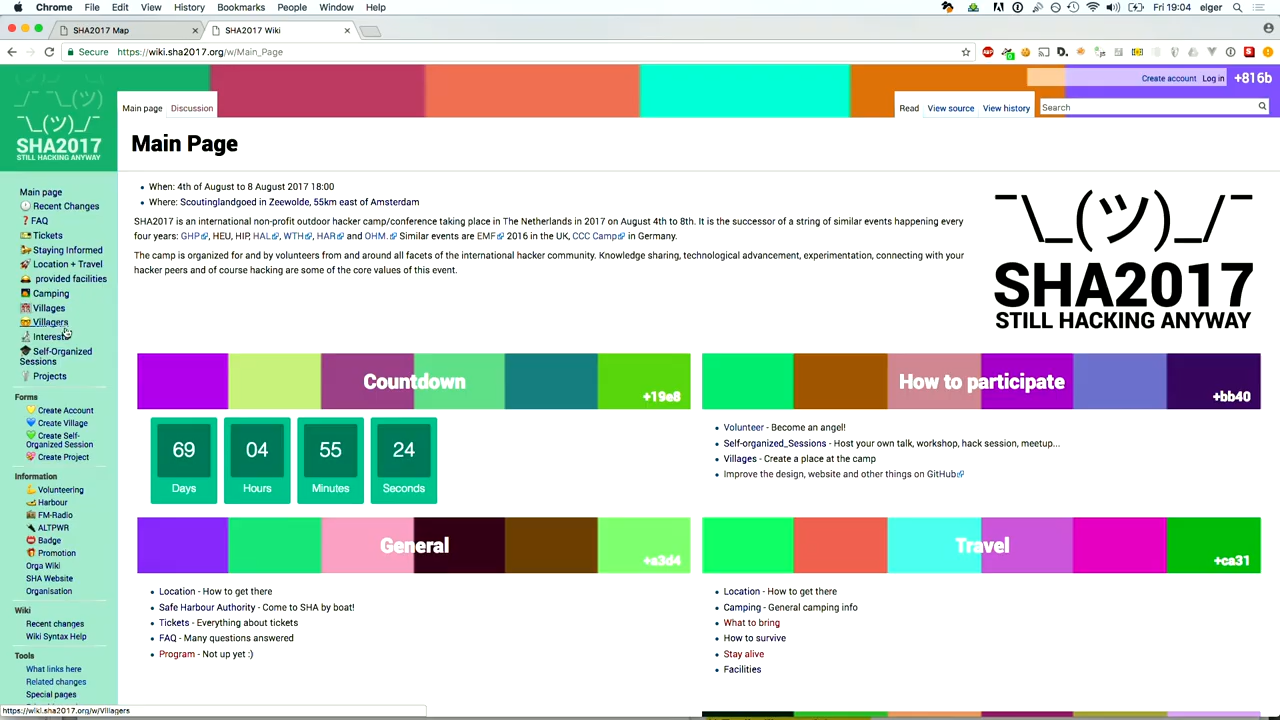 Chrome File Edit View History Bookmarks People Window Help
Fri 19:04 elger
SHA2017 Map
SHA2017 Wiki
Secure https://wiki.sha2017.org/w/Main_Page
¯\_(ツ)_/¯
SHA2017
STILL HACKING ANYWAY
Create account Log in +816b
Main page Discussion
Read View source View history Search
Main Page
Main page
Recent Changes
FAQ
Tickets
Staying Informed
Location + Travel
provided facilities
Camping
Villages
Villagers
Interests
Self-Organized
Sessions
Projects
Forms
Create Account
Create Village
Create Self-
Organized Session
Create Project
Information
Volunteering
Harbour
FM-Radio
ALTPWR
Badge
Promotion
Orga Wiki
SHA Website
Organisation
Wiki
Recent changes
Wiki Syntax Help
Tools
What links here
Related changes
Special pages
When: 4th of August to 8 August 2017 18:00
Where: Scoutinglandgoed in Zeewolde, 55km east of Amsterdam
SHA2017 is an international non-profit outdoor hacker camp/conference taking place in The Netherlands in 2017 on August 4th to 8th. It is the successor of a string of similar events happening every
four years: GHP, HEU, HIP, HAL, WTH, HAR and OHM. Similar events are EMF 2016 in the UK, CCC Camp in Germany.
The camp is organized for and by volunteers from and around all facets of the international hacker community. Knowledge sharing, technological advancement, experimentation, connecting with your
hacker peers and of course hacking are some of the core values of this event.
¯\_(ツ)_/¯
SHA2017
STILL HACKING ANYWAY
Countdown
+19e8
69 04 55 24
Days Hours Minutes Seconds
How to participate
+bb40
Volunteer - Become an angel!
Self-organized_Sessions - Host your own talk, workshop, hack session, meetup...
Villages - Create a place at the camp
Improve the design, website and other things on GitHub
General
+a3d4
Location - How to get there
Safe Harbour Authority - Come to SHA by boat!
Tickets - Everything about tickets
FAQ - Many questions answered
Program - Not up yet :)
Travel
+ca31
Location - How to get there
Camping - General camping info
What to bring
How to survive
Stay alive
Facilities
https://wiki.sha2017.org/w/Villagers